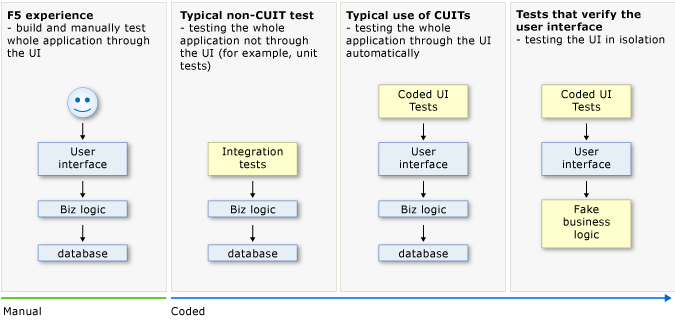 F5 experience
- build and manually test
whole application through
the UI
User
interface
Biz logic
database
Typical non-CUIT test
- testing the whole
application not through
the UI (for example, unit
tests)
Integration
tests
Biz logic
database
Typical use of CUITs
- testing the whole
application through the UI
automatically
Coded UI
Tests
User
interface
Biz logic
database
Tests that verify the
user interface
- testing the UI in isolation
Coded UI
Tests
User
interface
Fake
business
logic
Manual
Coded